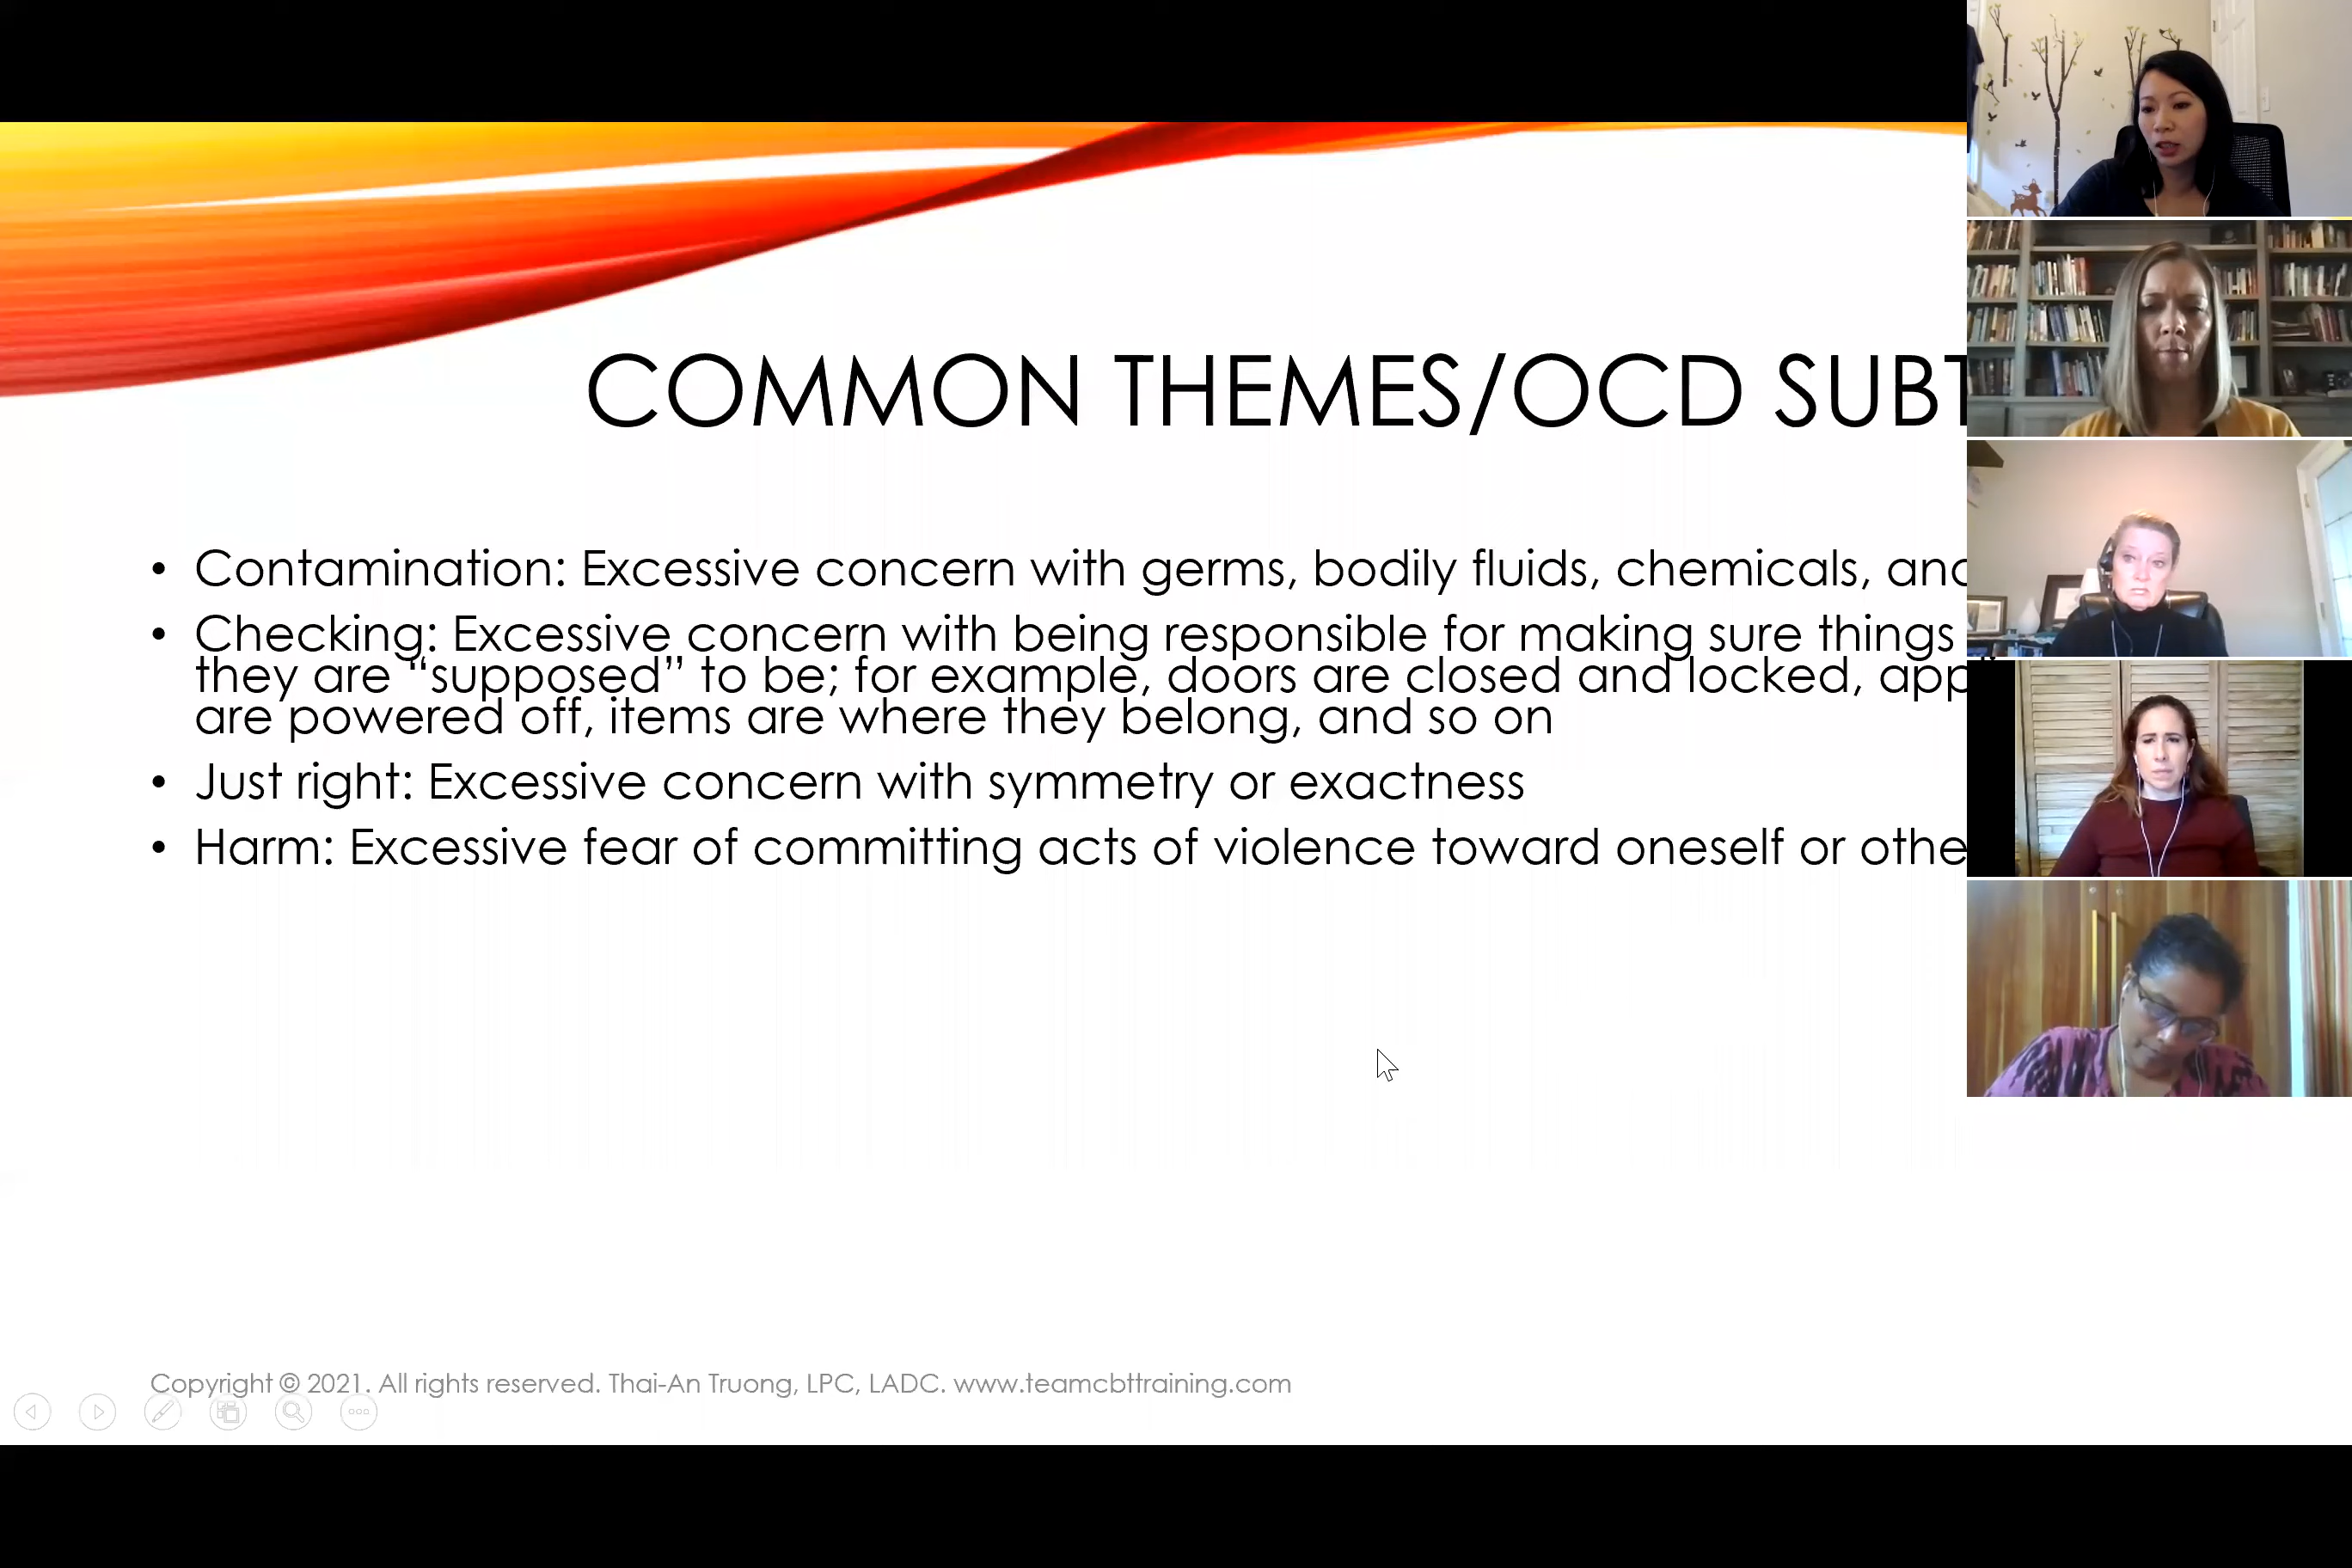 COMMON THEMES/OCD SUBT
• Contamination: Excessive concern with germs, bodily fluids, chemicals, and
• Checking: Excessive concern with being responsible for making sure things
they are “supposed” to be; for example, doors are closed and locked, app
are powered off, items are where they belong, and so on
• Just right: Excessive concern with symmetry or exactness
• Harm: Excessive fear of committing acts of violence toward oneself or othe
Copyright © 2021. All rights reserved. Thai-An Truong, LPC, LADC. www.teamcbttraining.com